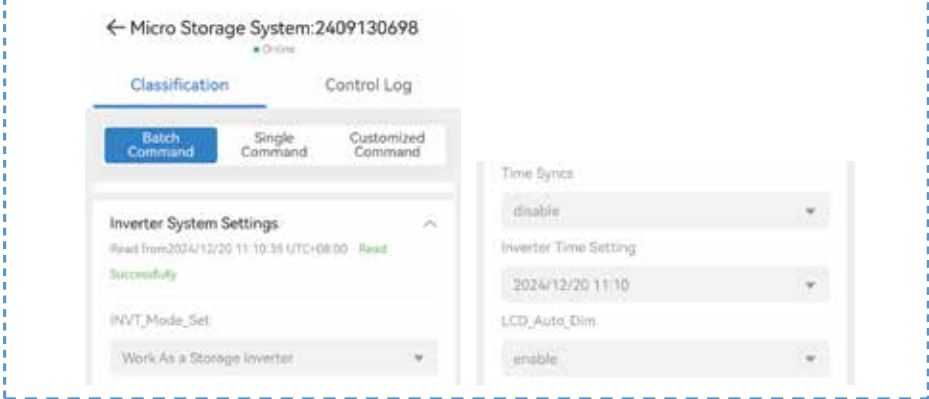 ← Micro Storage System:2409130698
Online
Classification
Control Log
Batch
Command
Single
Command
Customized
Command
Inverter System Settings
Read from2024/12/20 11:10:35 UTC+08:00 Read
Successfully
INVT_Mode_Set
Work As a Storage Inverter
Time Syncs
disable
Inverter Time Setting
2024/12/20 11:10
LCD_Auto_Dim
enable